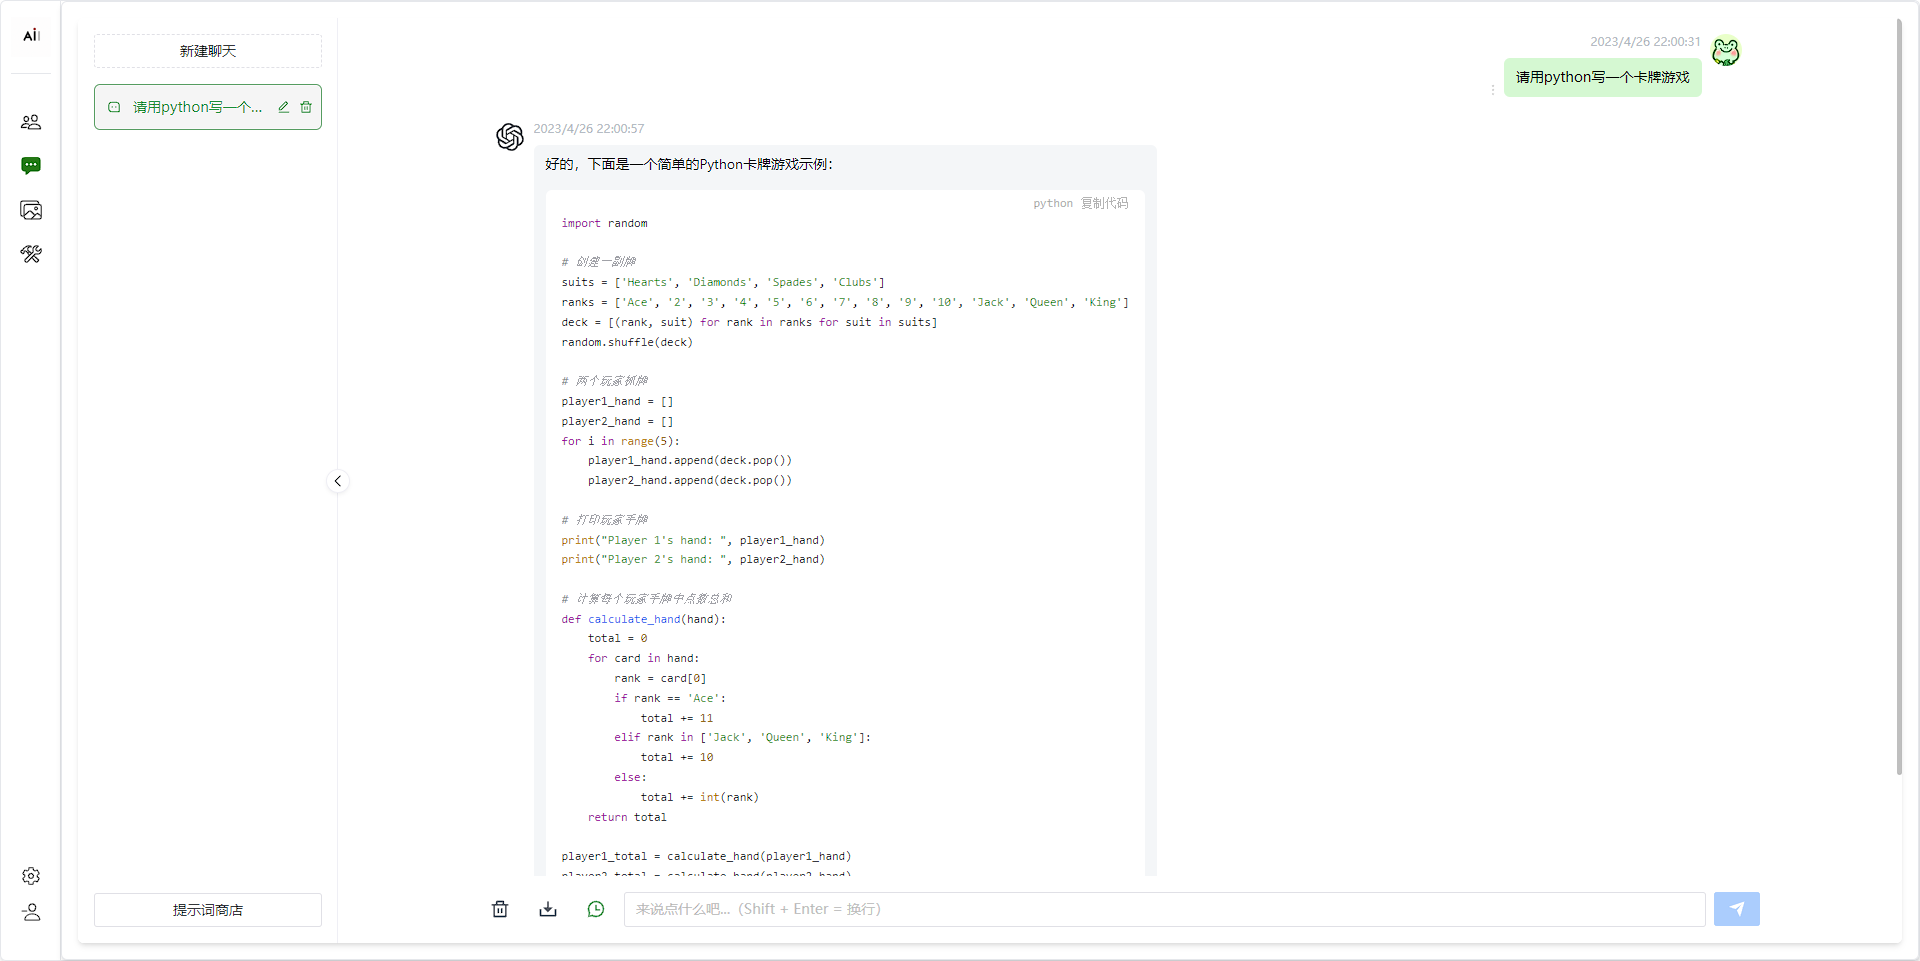 AI
新建聊天
请用python写一个...
提示词商店
2023/4/26 22:00:31
请用python写一个卡牌游戏
2023/4/26 22:00:57
好的，下面是一个简单的Python卡牌游戏示例：
python 复制代码
import random
# 创建一副牌
suits = ['Hearts', 'Diamonds', 'Spades', 'Clubs']
ranks = ['Ace', '2', '3', '4', '5', '6', '7', '8', '9', '10', 'Jack', 'Queen', 'King']
deck = [(rank, suit) for rank in ranks for suit in suits]
random.shuffle(deck)
# 两个玩家抓牌
player1_hand = []
player2_hand = []
for i in range(5):
    player1_hand.append(deck.pop())
    player2_hand.append(deck.pop())
# 打印玩家手牌
print("Player 1's hand: ", player1_hand)
print("Player 2's hand: ", player2_hand)
# 计算每个玩家手牌中点数总和
def calculate_hand(hand):
    total = 0
    for card in hand:
        rank = card[0]
        if rank == 'Ace':
            total += 11
        elif rank in ['Jack', 'Queen', 'King']:
            total += 10
        else:
            total += int(rank)
    return total
player1_total = calculate_hand(player1_hand)
player2_total = calculate_hand(player2_hand)
来说点什么吧...（Shift + Enter = 换行）